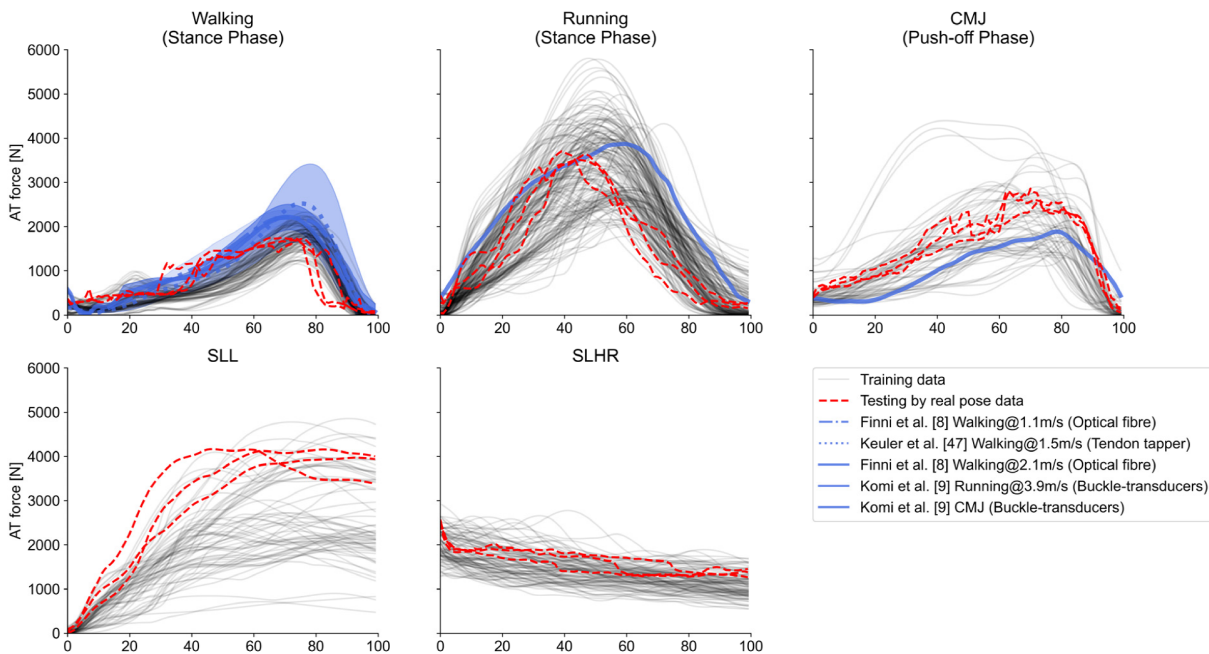 Walking
(Stance Phase)
Running
(Stance Phase)
CMJ
(Push-off Phase)
AT force [N]
6000
5000
4000
3000
2000
1000
0
0 20 40 60 80 100
0 20 40 60 80 100
0 20 40 60 80 100
SLL
SLHR
AT force [N]
6000
5000
4000
3000
2000
1000
0
0 20 40 60 80 100
0 20 40 60 80 100
Training data
Testing by real pose data
Finni et al. [8] Walking@1.1m/s (Optical fibre)
Keuler et al. [47] Walking@1.5m/s (Tendon tapper)
Finni et al. [8] Walking@2.1m/s (Optical fibre)
Komi et al. [9] Running@3.9m/s (Buckle-transducers)
Komi et al. [9] CMJ (Buckle-transducers)